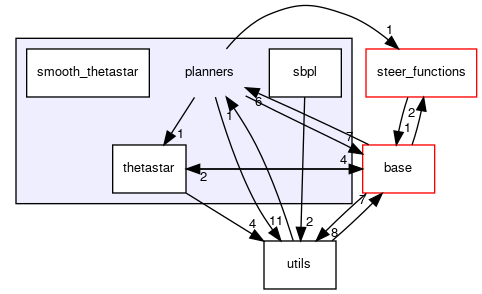 1
smooth_thetastar planners sbpl steer_functions
6 1 2 1
1 7
thetastar 2 4 base
4 11 2 8 7
utils